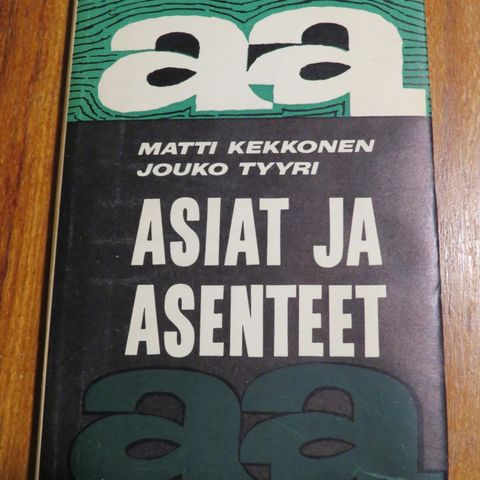 aa
MATTI KEKKONEN
JOUKO TYYRI
ASIAT JA
ASENTEET
aa